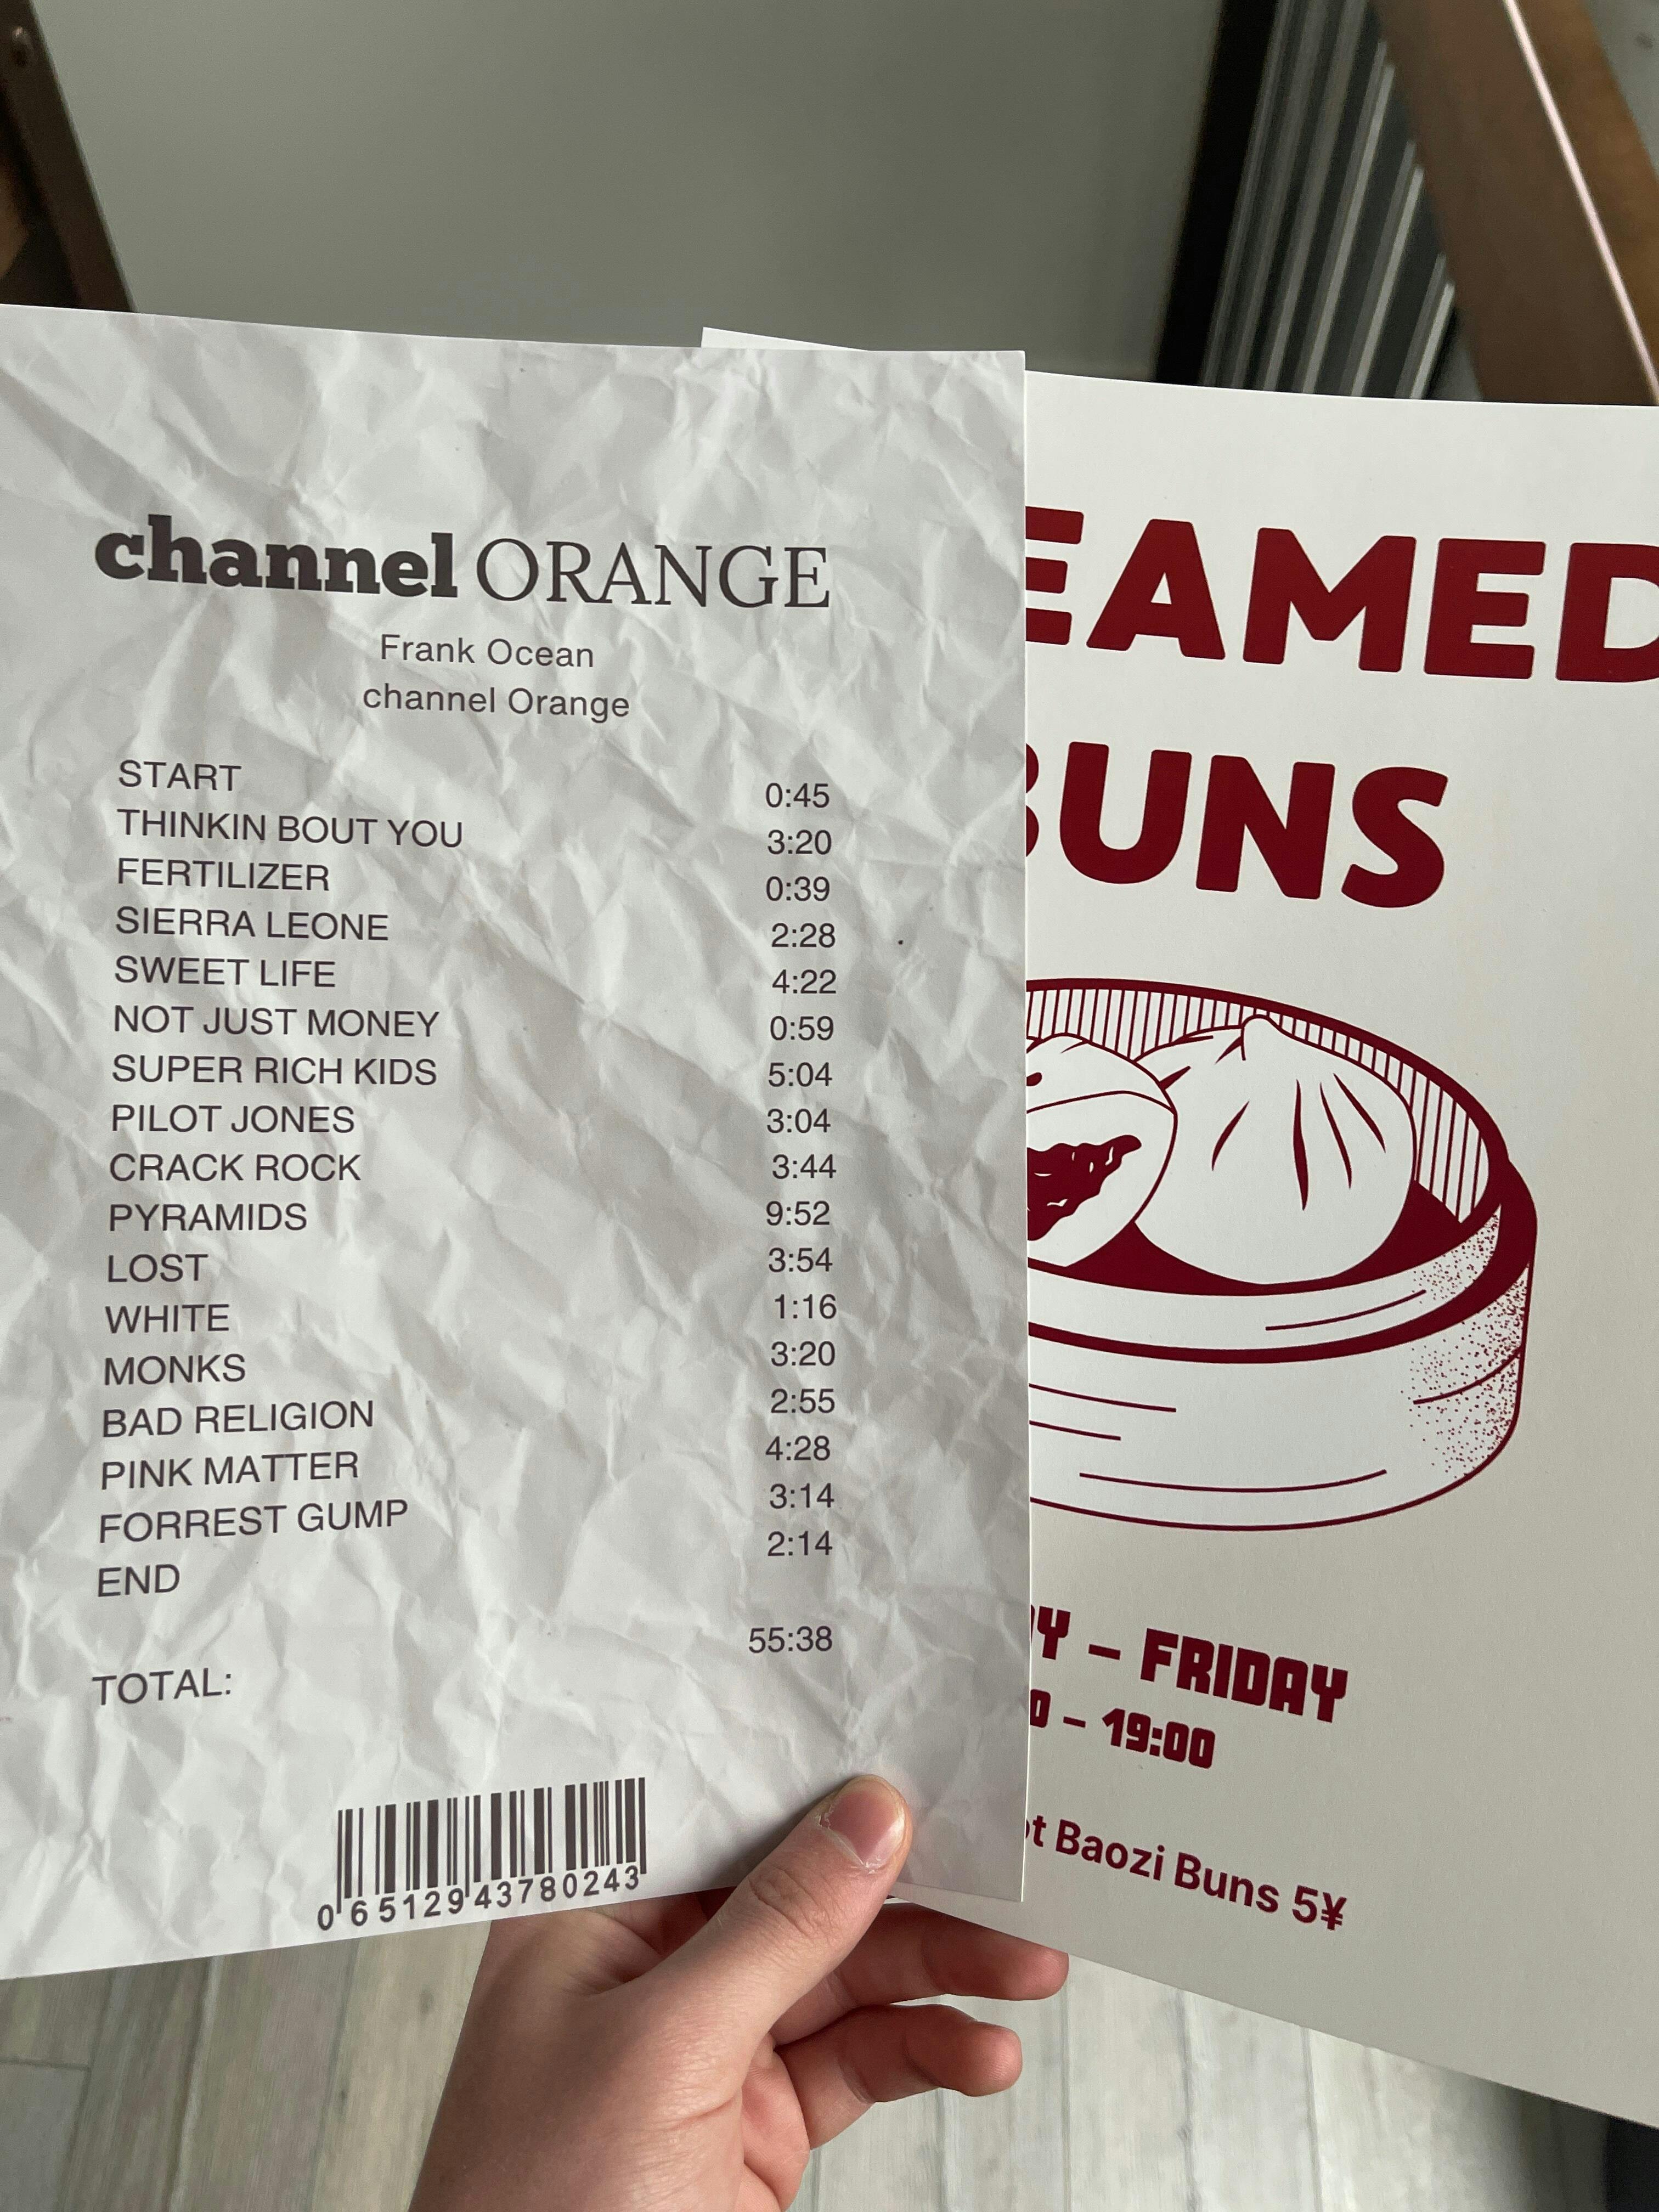 channel ORANGE
Frank Ocean
channel Orange
START 0:45
THINKIN BOUT YOU 3:20
FERTILIZER 0:39
SIERRA LEONE 2:28
SWEET LIFE 4:22
NOT JUST MONEY 0:59
SUPER RICH KIDS 5:04
PILOT JONES 3:04
CRACK ROCK 3:44
PYRAMIDS 9:52
LOST 3:54
WHITE 1:16
MONKS 3:20
BAD RELIGION 2:55
PINK MATTER 4:28
FORREST GUMP 3:14
END 2:14
TOTAL: 55:38
0 65129 43780243
EAMED
BUNS
Y – FRIDAY
0 – 19:00
t Baozi Buns 5¥